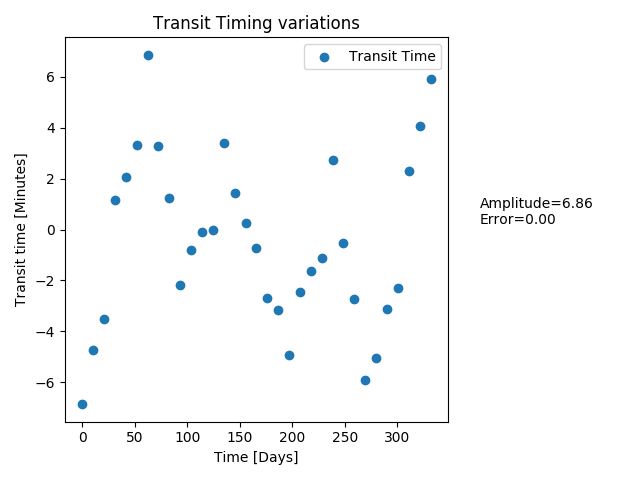 Transit Timing variations
Transit Time
6
4
2
0
−2
−4
−6
Transit time [Minutes]
0 50 100 150 200 250 300
Time [Days]
Amplitude=6.86
Error=0.00